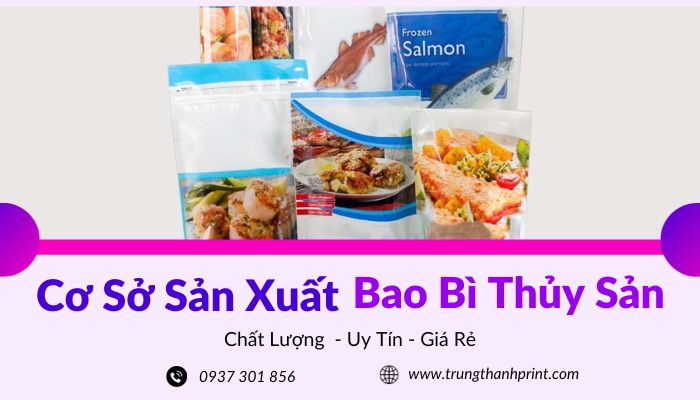 Frozen
Salmon
Cơ Sở Sản Xuất Bao Bì Thủy Sản
Chất Lượng - Uy Tín - Giá Rẻ
0937 301 856
www.trungthanhprint.com